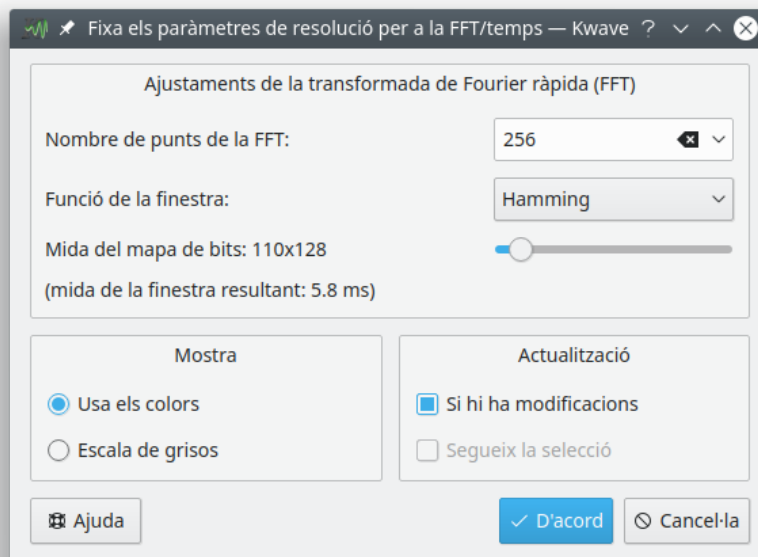 Fixa els paràmetres de resolució per a la FFT/temps — Kwave
Ajustaments de la transformada de Fourier ràpida (FFT)
Nombre de punts de la FFT:
256
Funció de la finestra:
Hamming
Mida del mapa de bits: 110x128
(mida de la finestra resultant: 5.8 ms)
Mostra
Usa els colors
Escala de grisos
Actualització
Si hi ha modificacions
Segueix la selecció
Ajuda
D'acord
Cancel·la